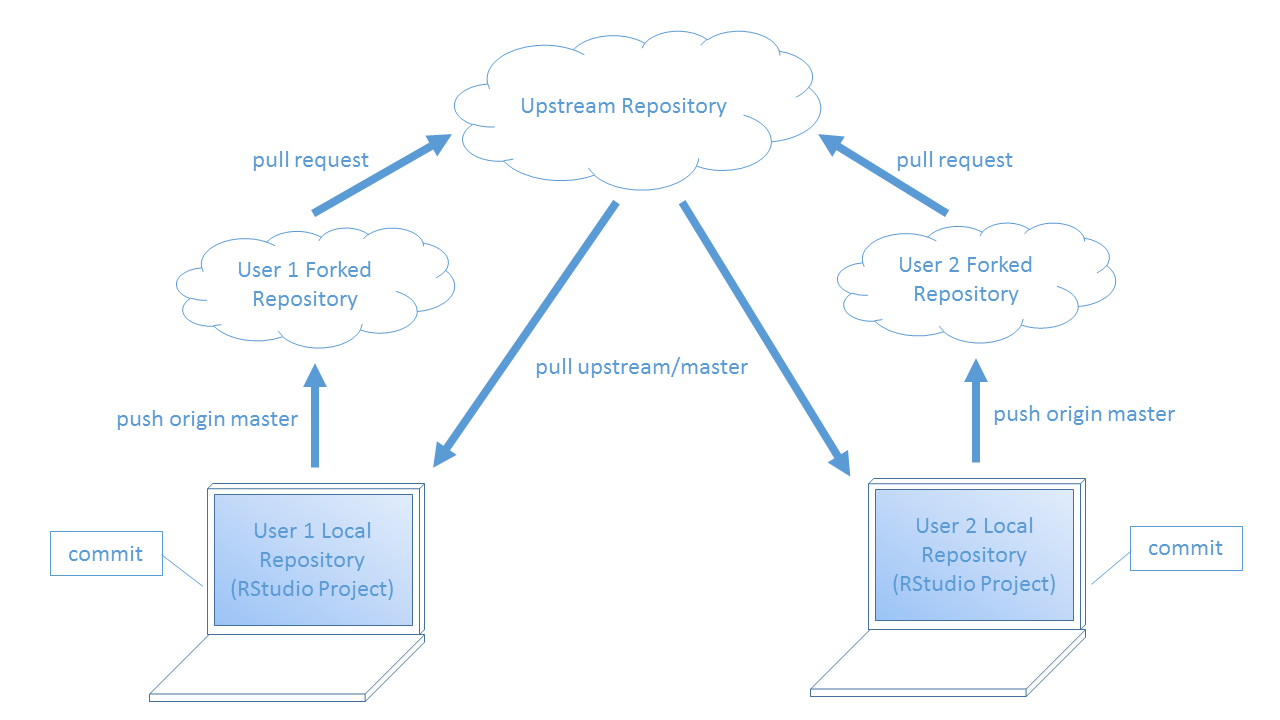 Upstream Repository
pull request
pull request
User 1 Forked
Repository
User 2 Forked
Repository
pull upstream/master
push origin master
push origin master
User 1 Local
Repository
(RStudio Project)
User 2 Local
Repository
(RStudio Project)
commit
commit